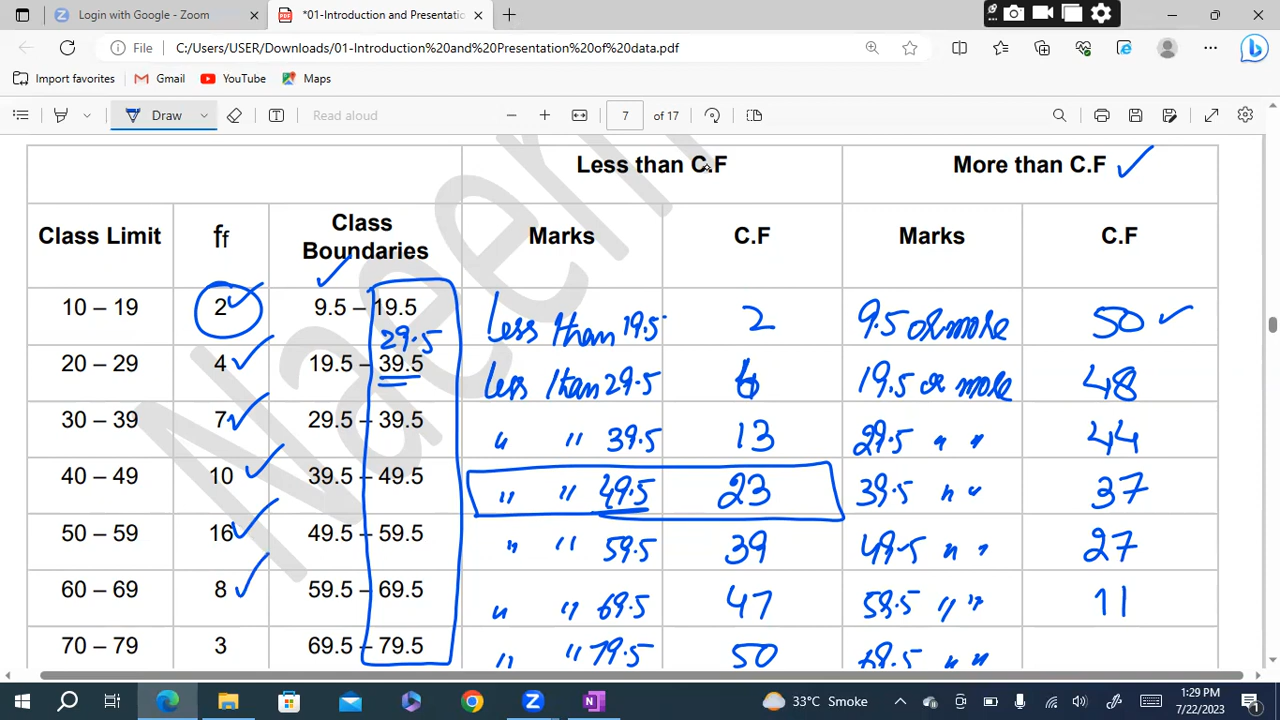 Login with Google - Zoom
*01-Introduction and Presentatio
File C:/Users/USER/Downloads/01-Introduction%20and%20Presentation%20of%20data.pdf
Import favorites Gmail YouTube Maps
Draw Read aloud 7 of 17
Naeem
Less than C.F More than C.F
Class Limit f Class Boundaries Marks C.F Marks C.F
10 – 19 2 9.5 – 19.5 less than 19.5 2 9.5 or more 50
29.5
20 – 29 4 19.5 – 39.5 less than 29.5 6 19.5 or more 48
30 – 39 7 29.5 – 39.5 " " 39.5 13 29.5 " " 44
40 – 49 10 39.5 – 49.5 " " 49.5 23 39.5 " " 37
50 – 59 16 49.5 – 59.5 " " 59.5 39 49.5 " " 27
60 – 69 8 59.5 – 69.5 " " 69.5 47 59.5 " " 11
70 – 79 3 69.5 – 79.5 " " 79.5 50 69.5 " "
33°C Smoke
1:29 PM
7/22/2023